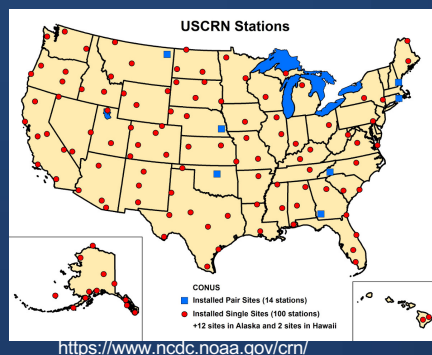 USCRN Stations
CONUS
Installed Pair Sites (14 stations)
Installed Single Sites (100 stations)
+12 sites in Alaska and 2 sites in Hawaii
https://www.ncdc.noaa.gov/crn/